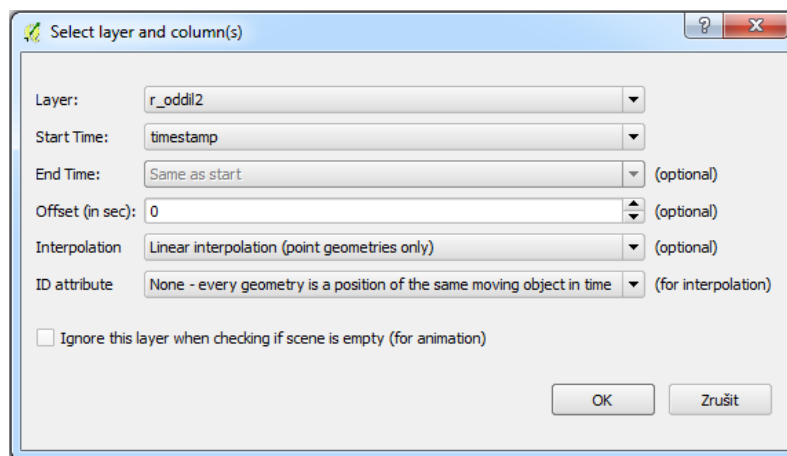 Select layer and column(s)
Layer: r_oddil2
Start Time: timestamp
End Time: Same as start (optional)
Offset (in sec): 0 (optional)
Interpolation Linear interpolation (point geometries only) (optional)
ID attribute None - every geometry is a position of the same moving object in time (for interpolation)
Ignore this layer when checking if scene is empty (for animation)
OK Zrušit